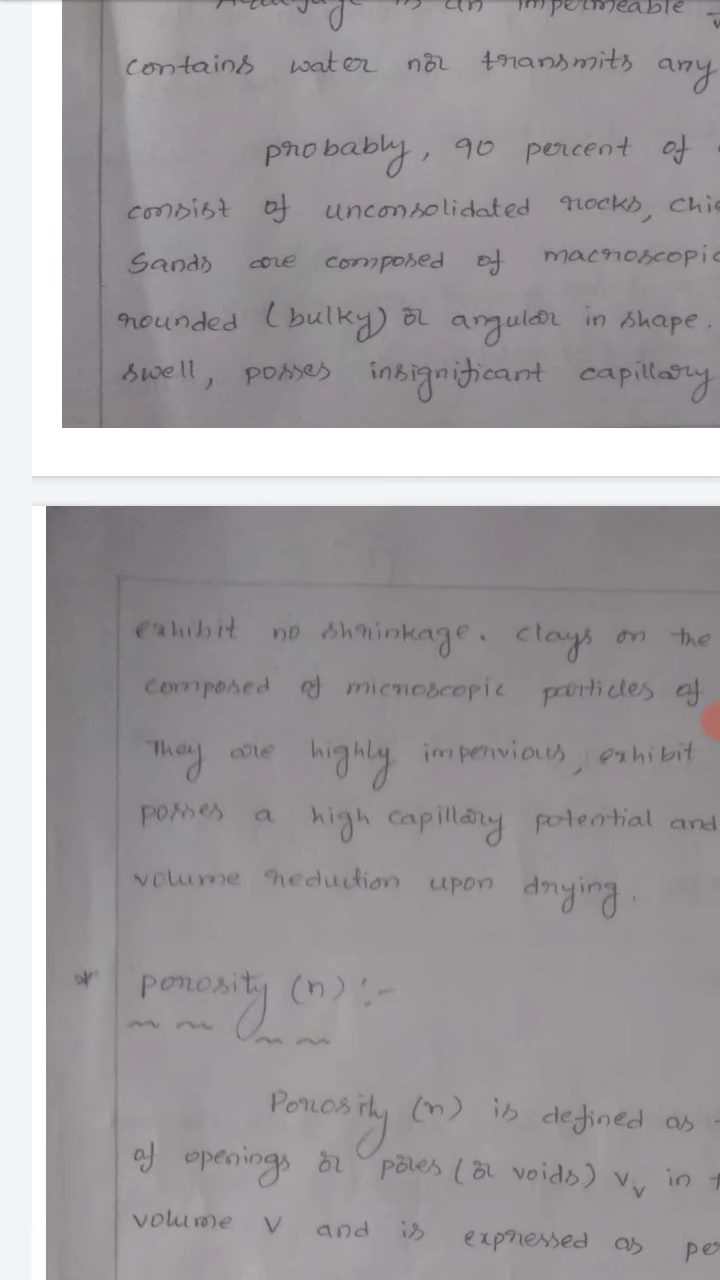 is an impermeable
contains water nor transmits any
probably, 90 percent of
consist of unconsolidated rocks,
Sands are composed of
rounded (bulky) or angular in shape.
swell, posses insignificant capillary
exhibit no shrinkage. clays on the
composed of microscopic particles of
They are highly impervious, exhibit
posses a high capillary potential and
volume reduction upon drying.
* Porosity (n) :-
Porosity (n) is defined as
of openings or pores (or voids) Vv in
volume V and is expressed as